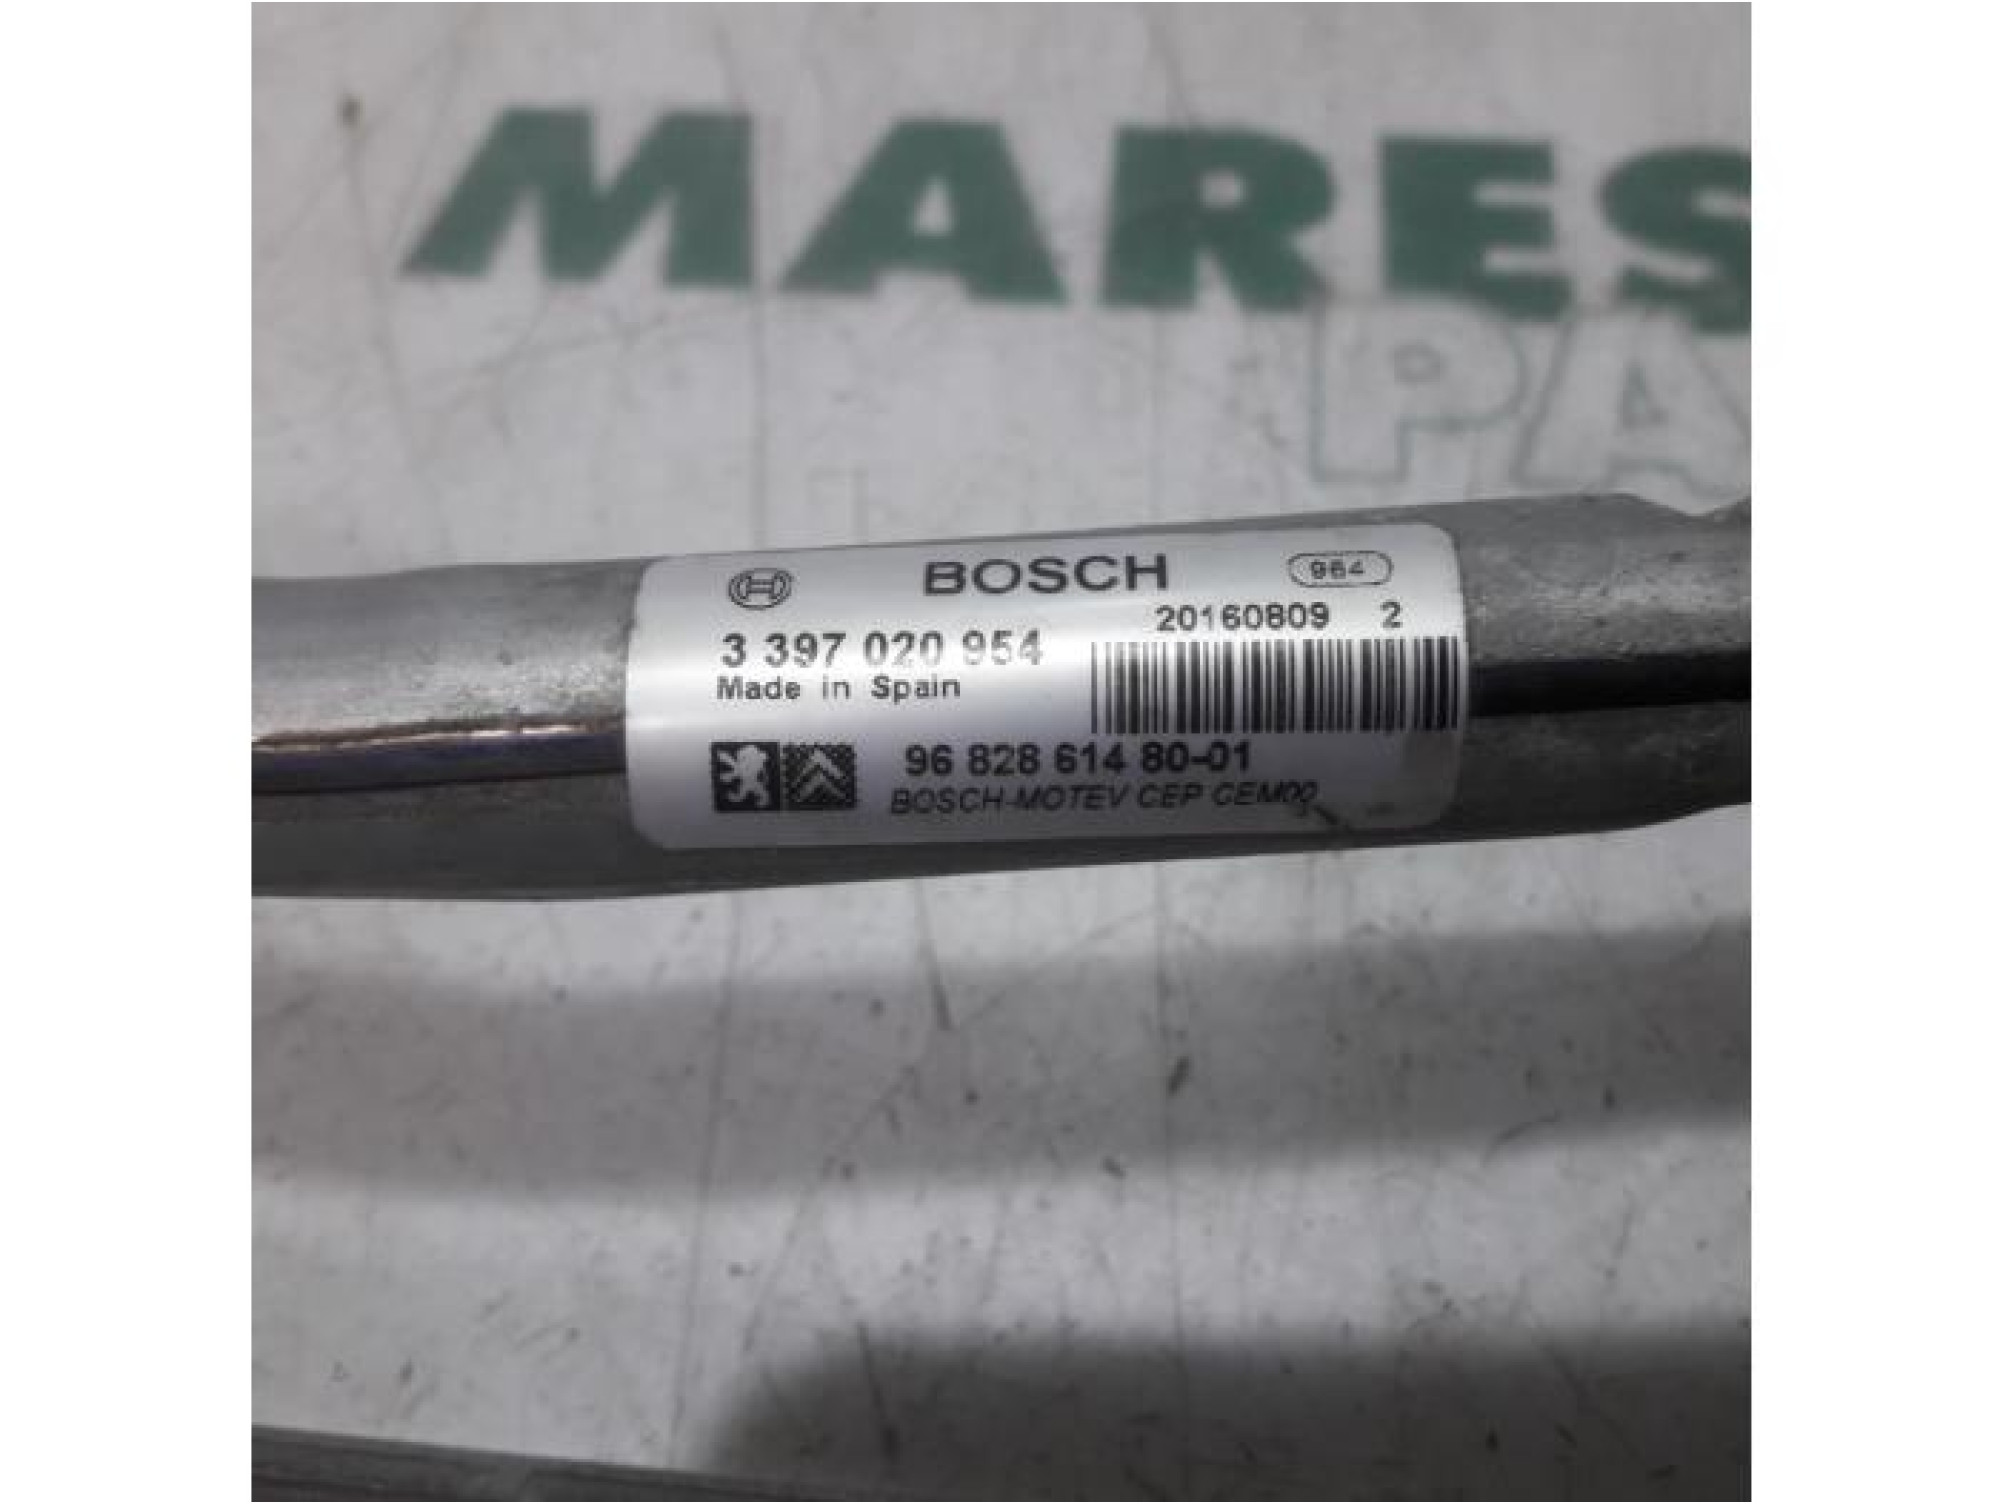 MARES
PA
BOSCH
964
20160809 2
3 397 020 954
Made in Spain
96 828 614 80-01
BOSCH-MOTEV CEP CEM00